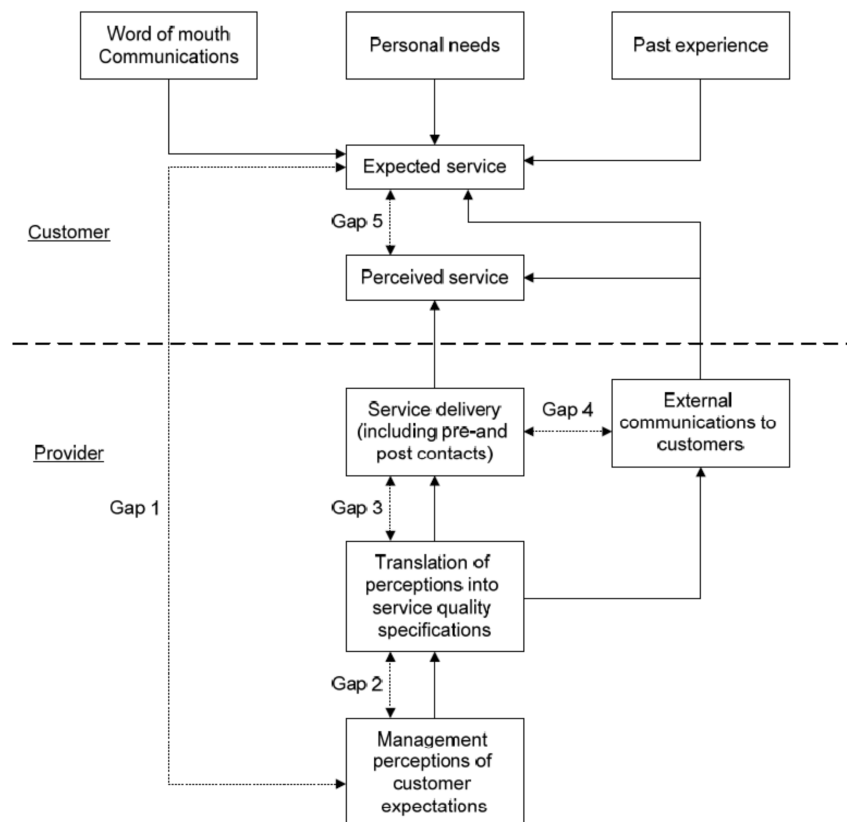 Word of mouth
Communications
Personal needs
Past experience
Expected service
Gap 5
Customer
Perceived service
Service delivery
(including pre-and
post contacts)
Gap 4
External
communications to
customers
Provider
Gap 1
Gap 3
Translation of
perceptions into
service quality
specifications
Gap 2
Management
perceptions of
customer
expectations